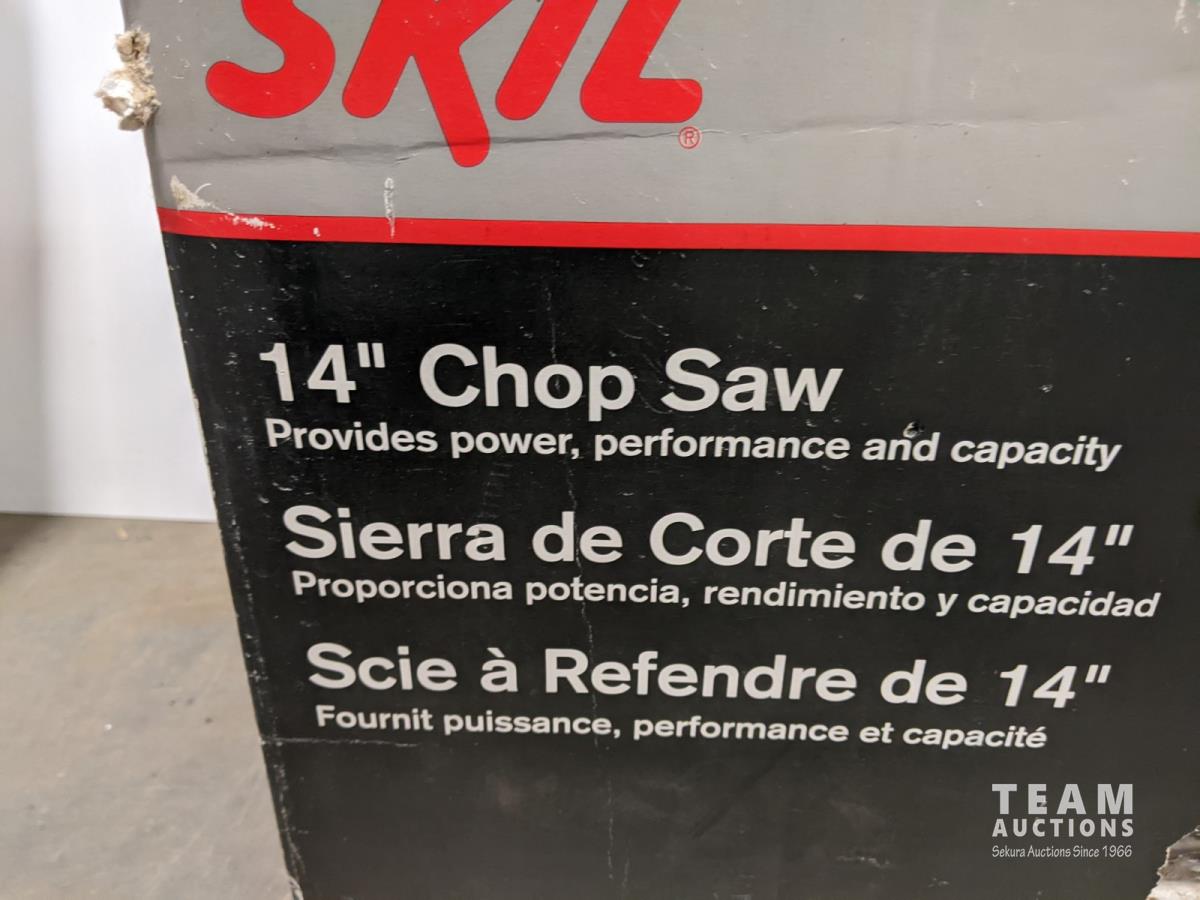 SKIL®
14" Chop Saw
Provides power, performance and capacity
Sierra de Corte de 14"
Proporciona potencia, rendimiento y capacidad
Scie à Refendre de 14"
Fournit puissance, performance et capacité
TEAM
AUCTIONS
Sekura Auctions Since 1966